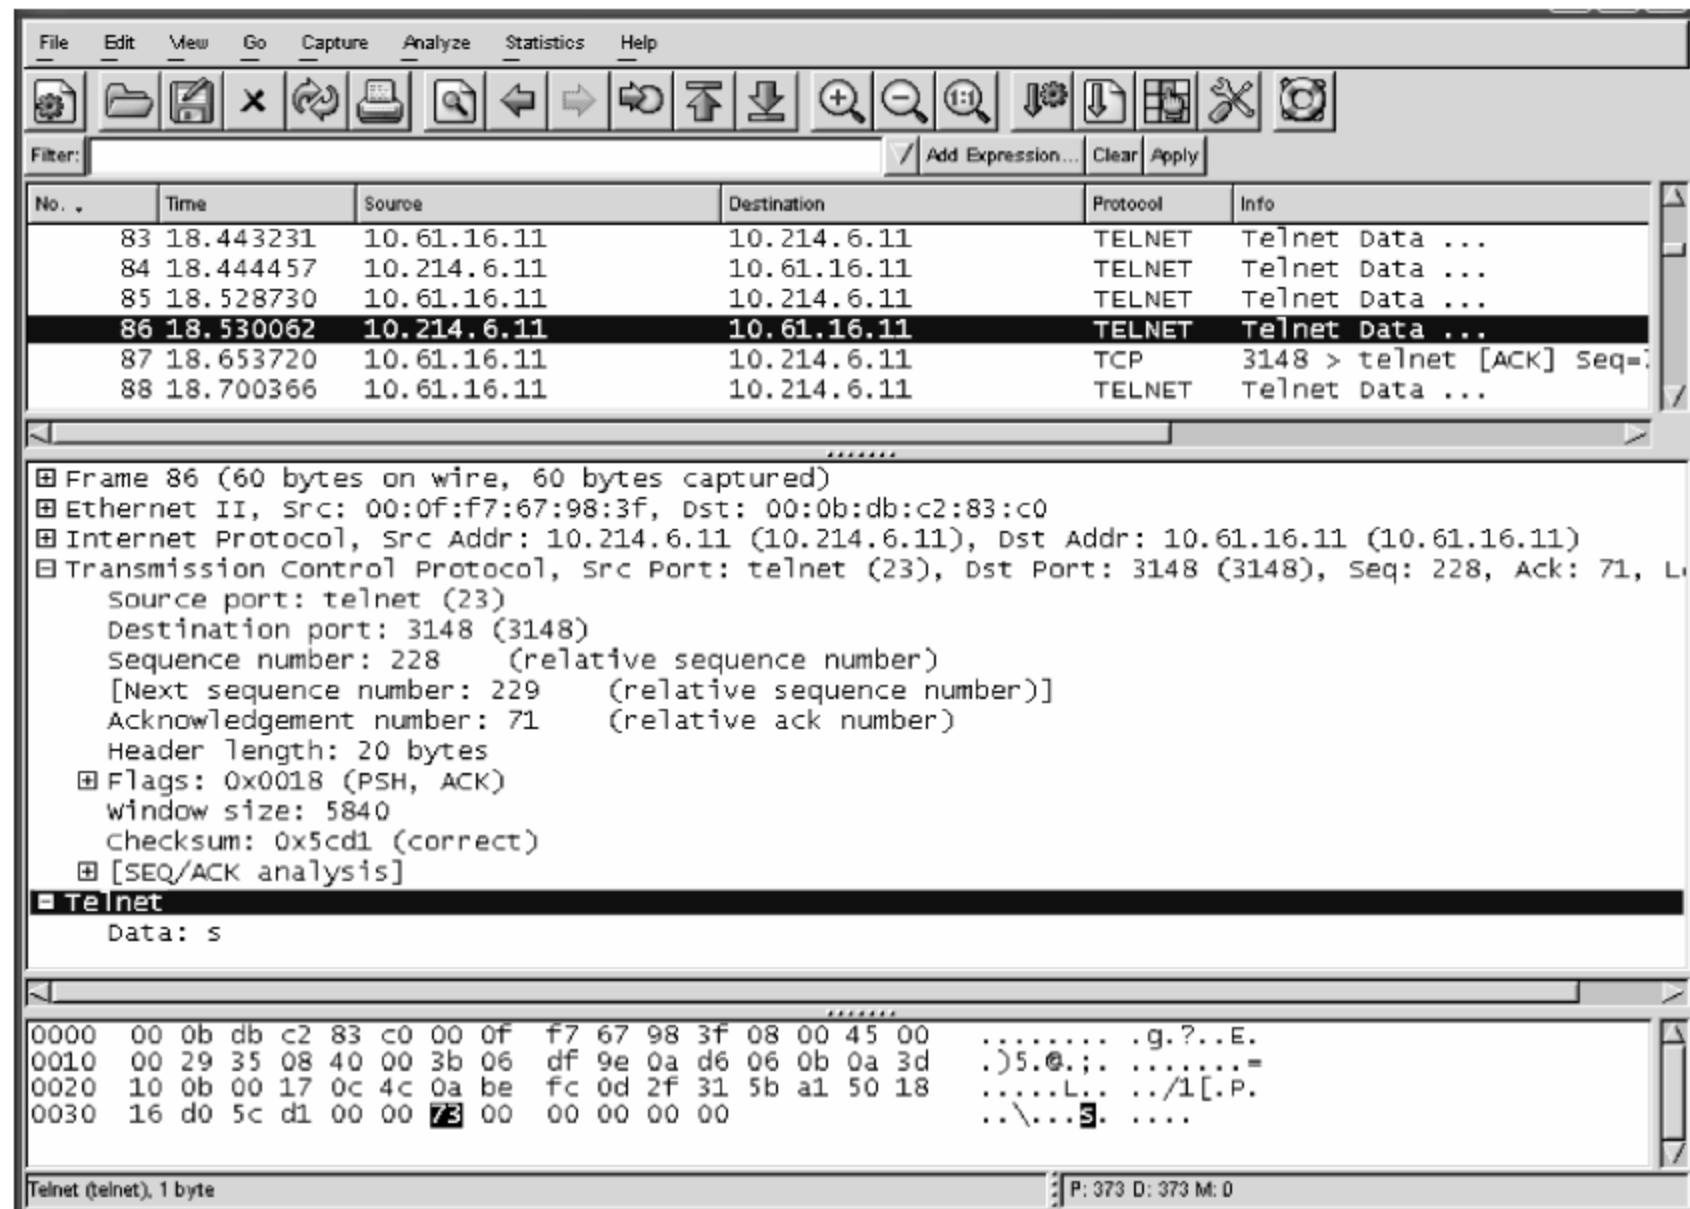 File Edit View Go Capture Analyze Statistics Help
Filter: Add Expression... Clear Apply
No. Time Source Destination Protocol Info
83 18.443231 10.61.16.11 10.214.6.11 TELNET Telnet Data ...
84 18.444457 10.214.6.11 10.61.16.11 TELNET Telnet Data ...
85 18.528730 10.61.16.11 10.214.6.11 TELNET Telnet Data ...
86 18.530062 10.214.6.11 10.61.16.11 TELNET Telnet Data ...
87 18.653720 10.61.16.11 10.214.6.11 TCP 3148 > telnet [ACK] Seq=
88 18.700366 10.61.16.11 10.214.6.11 TELNET Telnet Data ...
Frame 86 (60 bytes on wire, 60 bytes captured)
Ethernet II, Src: 00:0f:f7:67:98:3f, Dst: 00:0b:db:c2:83:c0
Internet Protocol, Src Addr: 10.214.6.11 (10.214.6.11), Dst Addr: 10.61.16.11 (10.61.16.11)
Transmission Control Protocol, Src Port: telnet (23), Dst Port: 3148 (3148), Seq: 228, Ack: 71,
Source port: telnet (23)
Destination port: 3148 (3148)
Sequence number: 228 (relative sequence number)
[Next sequence number: 229 (relative sequence number)]
Acknowledgement number: 71 (relative ack number)
Header length: 20 bytes
Flags: 0x0018 (PSH, ACK)
Window size: 5840
Checksum: 0x5cd1 (correct)
[SEQ/ACK analysis]
Telnet
Data: s
0000 00 0b db c2 83 c0 00 0f f7 67 98 3f 08 00 45 00 ........ .g.?..E.
0010 00 29 35 08 40 00 3b 06 df 9e 0a d6 06 0b 0a 3d .)5.@.;. .......=
0020 10 0b 00 17 0c 4c 0a be fc 0d 2f 31 5b a1 50 18 .....L.. ../1[.P.
0030 16 d0 5c d1 00 00 73 00 00 00 00 00 ..\...s. ....
Telnet (telnet), 1 byte P: 373 D: 373 M: 0